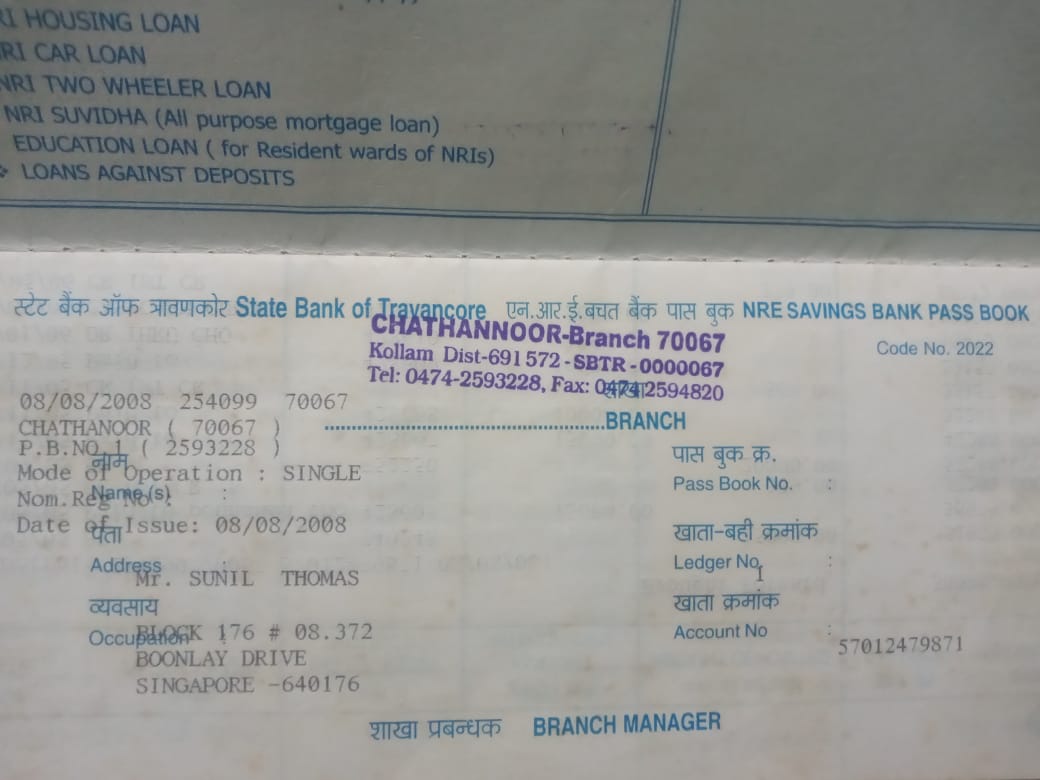 RI HOUSING LOAN
RI CAR LOAN
NRI TWO WHEELER LOAN
NRI SUVIDHA (All purpose mortgage loan)
EDUCATION LOAN ( for Resident wards of NRIs)
LOANS AGAINST DEPOSITS
स्टेट बैंक ऑफ त्रावणकोर State Bank of Travancore एन.आर.ई.बचत बैंक पास बुक NRE SAVINGS BANK PASS BOOK
CHATHANNOOR-Branch 70067
Code No. 2022
Kollam Dist-691 572 - SBTR - 0000067
Tel: 0474-2593228, Fax: 0474 2594820
शाखा
08/08/2008 254099 70067
CHATHANOOR ( 70067 )
..................................................BRANCH
P.B.NO.1 ( 2593228 )
नाम
पास बुक क्र.
Mode of Operation : SINGLE
Pass Book No. :
Name(s) :
Nom.Reg No :
Date of Issue: 08/08/2008
पता
खाता-बही क्रमांक
Address
Ledger No. :
1
Mr. SUNIL THOMAS
व्यवसाय
खाता क्रमांक
Occupation
Account No :
BLOCK 176 # 08.372
57012479871
BOONLAY DRIVE
SINGAPORE -640176
शाखा प्रबन्धक BRANCH MANAGER